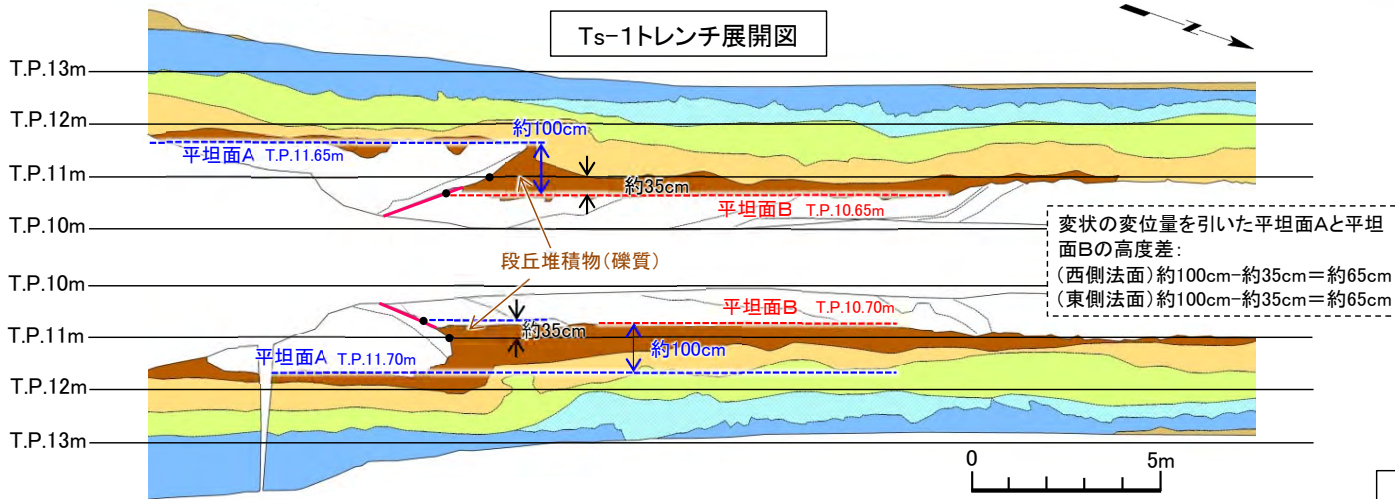 Ts-1トレンチ展開図
T.P.13m
T.P.12m
約100cm
平坦面A T.P.11.65m
T.P.11m
約35cm
平坦面B T.P.10.65m
T.P.10m
段丘堆積物(礫質)
変状の変位量を引いた平坦面Aと平坦
面Bの高度差:
(西側法面)約100cm-約35cm=約65cm
(東側法面)約100cm-約35cm=約65cm
T.P.10m
平坦面B T.P.10.70m
約35cm
T.P.11m
平坦面A T.P.11.70m
約100cm
T.P.12m
T.P.13m
0 5m